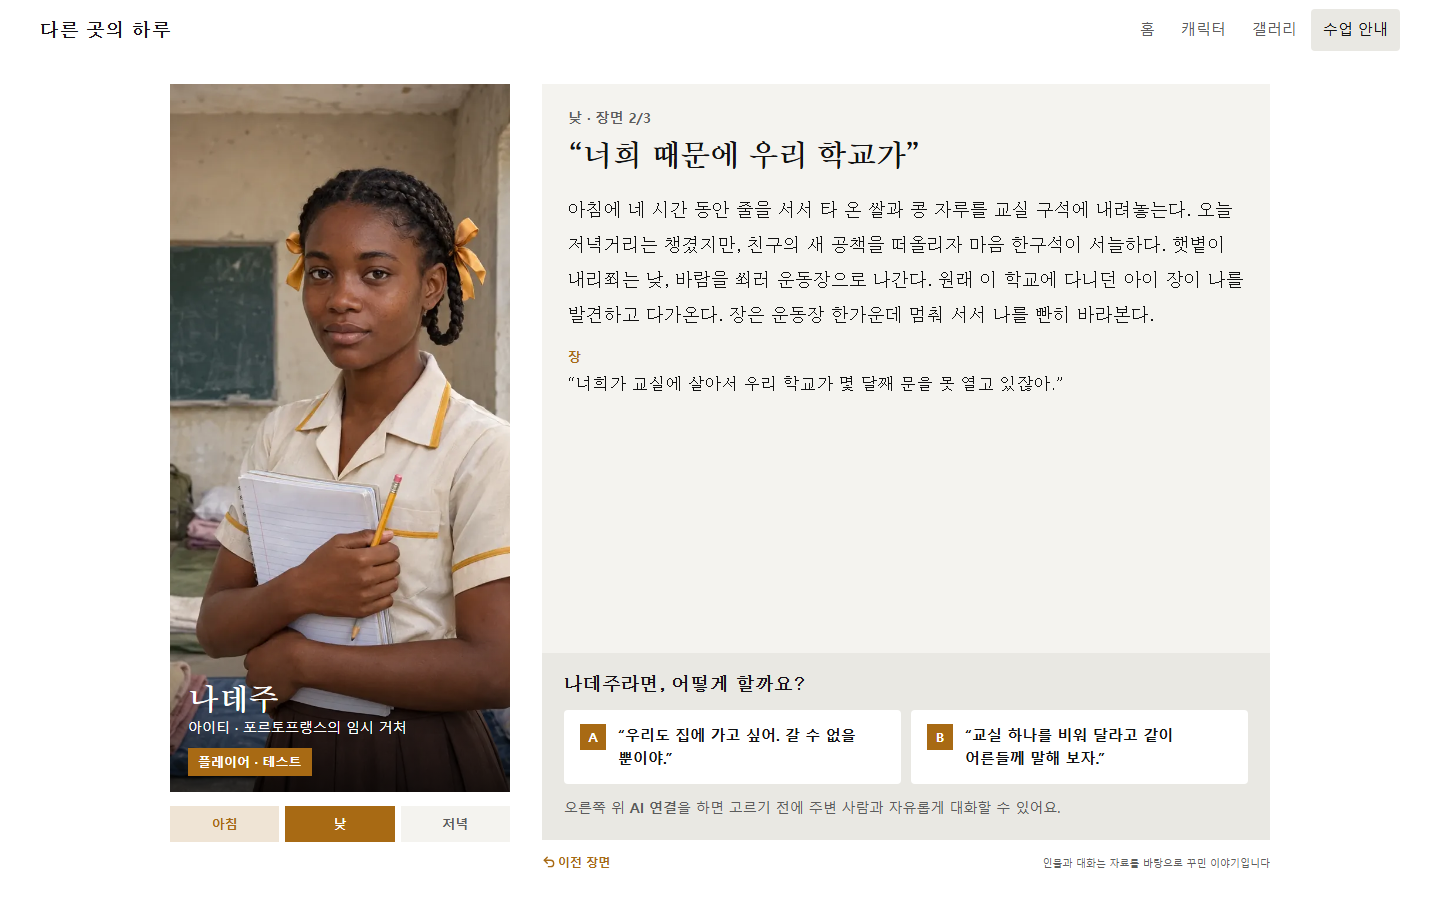 다른 곳의 하루
홈 캐릭터 갤러리 수업 안내
나데주
아이티 · 포르토프랭스의 임시 거처
플레이어 · 테스트
아침 낮 저녁
낮 · 장면 2/3
“너희 때문에 우리 학교가”
아침에 네 시간 동안 줄을 서서 타 온 쌀과 콩 자루를 교실 구석에 내려놓는다. 오늘
저녁거리는 챙겼지만, 친구의 새 공책을 떠올리자 마음 한구석이 서늘하다. 햇볕이
내리쬐는 낮, 바람을 쐬러 운동장으로 나간다. 원래 이 학교에 다니던 아이 장이 나를
발견하고 다가온다. 장은 운동장 한가운데 멈춰 서서 나를 빤히 바라본다.
장
“너희가 교실에 살아서 우리 학교가 몇 달째 문을 못 열고 있잖아.”
나데주라면, 어떻게 할까요?
A “우리도 집에 가고 싶어. 갈 수 없을
뿐이야.”
B “교실 하나를 비워 달라고 같이
어른들께 말해 보자.”
오른쪽 위 AI 연결을 하면 고르기 전에 주변 사람과 자유롭게 대화할 수 있어요.
이전 장면
인물과 대화는 자료를 바탕으로 꾸민 이야기입니다